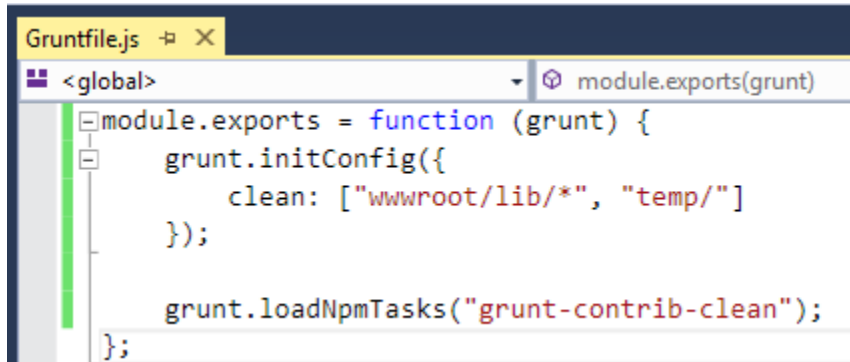 Gruntfile.js
<global> module.exports(grunt)
module.exports = function (grunt) {
    grunt.initConfig({
        clean: ["wwwroot/lib/*", "temp/"]
    });

    grunt.loadNpmTasks("grunt-contrib-clean");
};